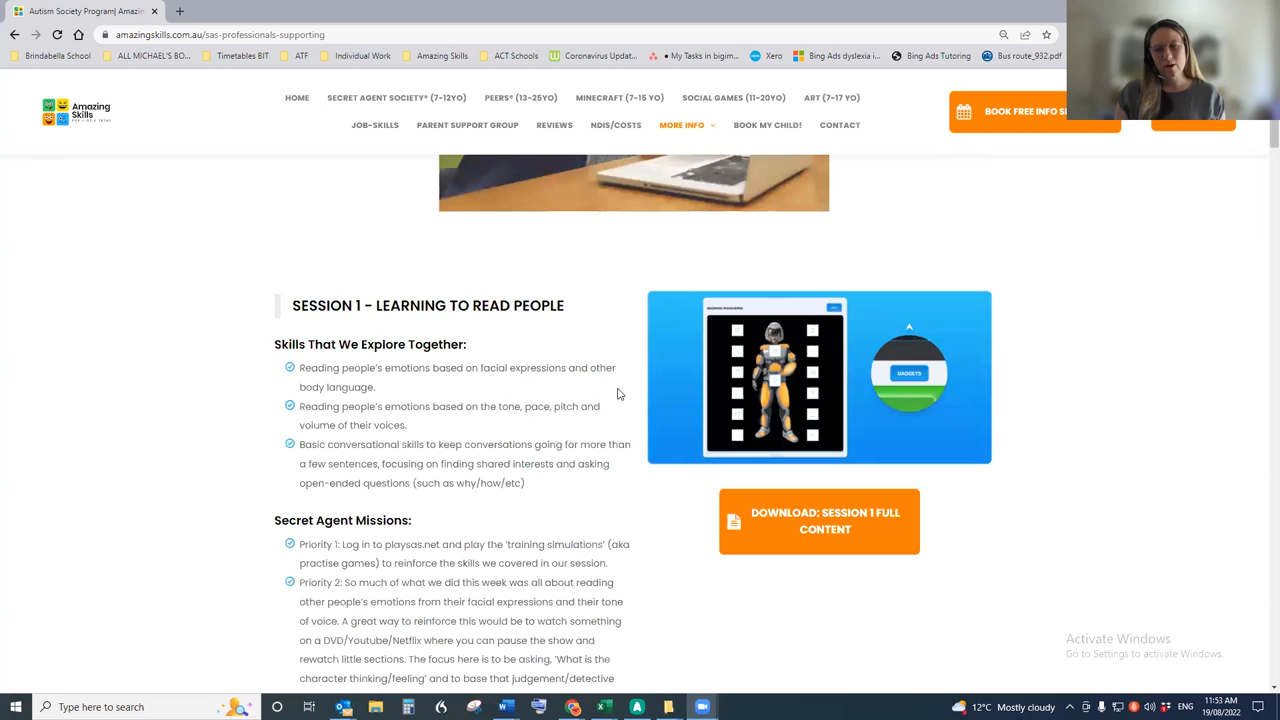 Autism Society Program| Amazin
amazingskills.com.au/sas-professionals-supporting
Brindabella School
ALL MICHAEL'S BO...
Timetables BIT
ATF
Individual Work
Amazing Skills
ACT Schools
Coronavirus Updat...
My Tasks in bigim...
Xero
Bing Ads dyslexia i...
Bing Ads Tutoring
Bus route_932.pdf
Amazing
Skills
HOME
SECRET AGENT SOCIETY® (7-12YO)
PEERS® (13-25YO)
MINECRAFT (7-15 YO)
SOCIAL GAMES (11-20YO)
ART (7-17 YO)
JOB-SKILLS
PARENT SUPPORT GROUP
REVIEWS
NDIS/COSTS
MORE INFO
BOOK MY CHILD!
CONTACT
BOOK FREE INFO
SESSION 1 - LEARNING TO READ PEOPLE
Skills That We Explore Together:
Reading people's emotions based on facial expressions and other
body language.
Reading people's emotions based on the tone, pace, pitch and
volume of their voices.
Basic conversational skills to keep conversations going for more than
a few sentences, focusing on finding shared interests and asking
open-ended questions (such as why/how/etc)
BIONIC POWERS
GADGETS
DOWNLOAD: SESSION 1 FULL
CONTENT
Secret Agent Missions:
Priority 1: Log in to playsas.net and play the 'training simulations' (aka
practise games) to reinforce the skills we covered in our session.
Priority 2: So much of what we did this week was all about reading
other people's emotions from their facial expressions and their tone
of voice. A great way to reinforce this would be to watch something
on a DVD/Youtube/Netflix where you can pause the show and
rewatch little sections. The focus here is to be asking, 'What is the
character thinking/feeling' and to base that judgement/detective
Activate Windows
Go to Settings to activate Windows.
Type here to search
12°C Mostly cloudy
11:53 AM
19/08/2022